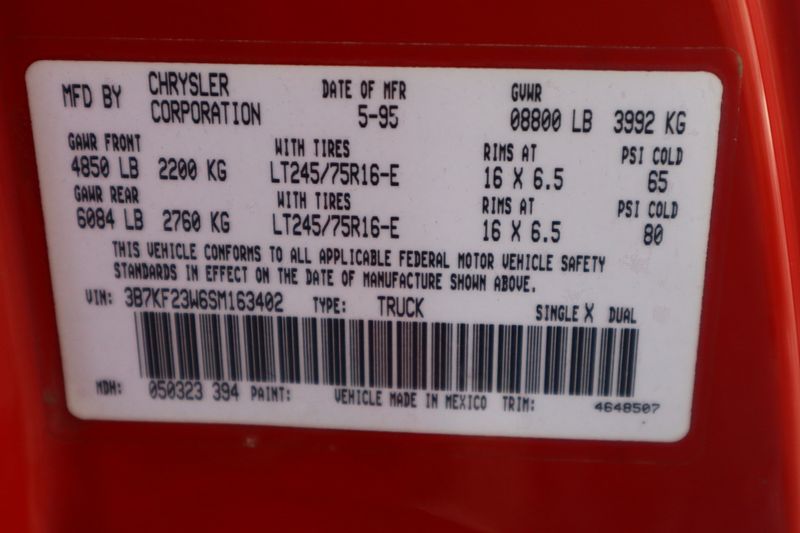 MFD BY CHRYSLER CORPORATION DATE OF MFR 5-95 GVWR 08800 LB 3992 KG
GAWR FRONT WITH TIRES RIMS AT PSI COLD
4850 LB 2200 KG LT245/75R16-E 16 X 6.5 65
GAWR REAR WITH TIRES RIMS AT PSI COLD
6084 LB 2760 KG LT245/75R16-E 16 X 6.5 80
THIS VEHICLE CONFORMS TO ALL APPLICABLE FEDERAL MOTOR VEHICLE SAFETY
STANDARDS IN EFFECT ON THE DATE OF MANUFACTURE SHOWN ABOVE.
VIN: 3B7KF23W6SM163402 TYPE: TRUCK SINGLE X DUAL
MDH: 050323 394 PAINT: VEHICLE MADE IN MEXICO TRIM: 4648507